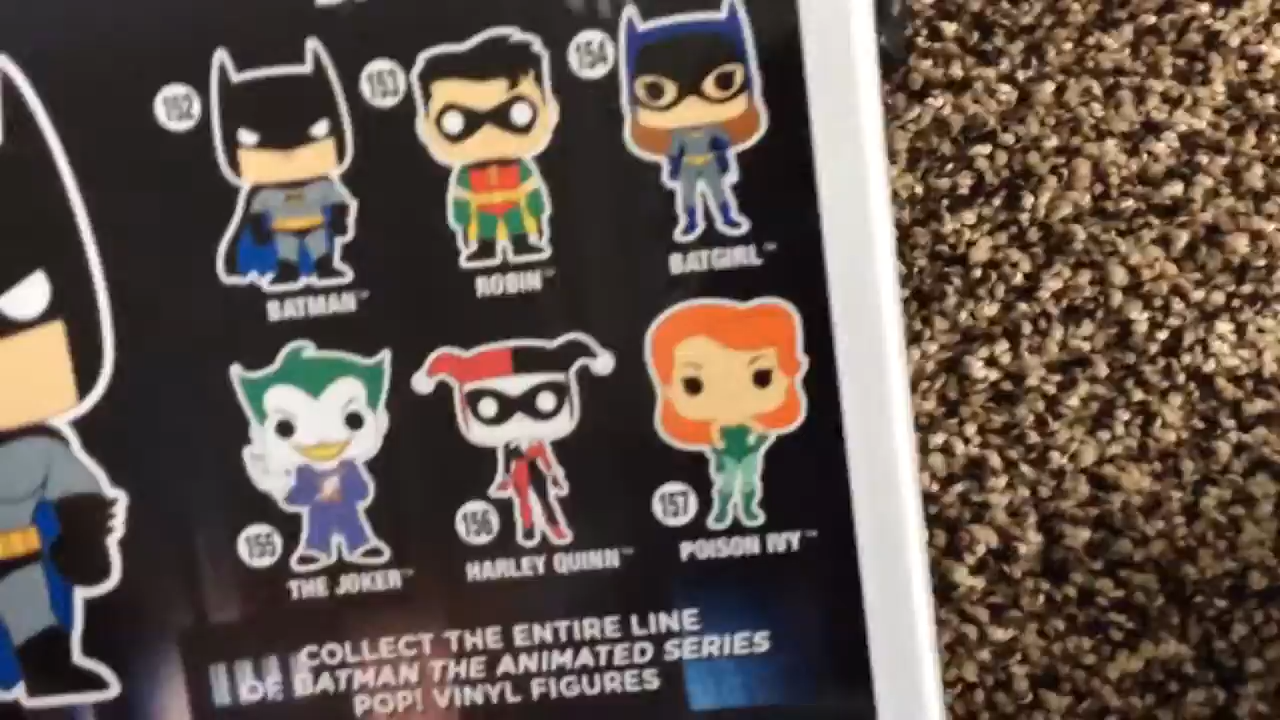 152
153
154
BATMAN™
ROBIN™
BATGIRL™
155
156
157
THE JOKER™
HARLEY QUINN™
POISON IVY™
COLLECT THE ENTIRE LINE
OF BATMAN THE ANIMATED SERIES
POP! VINYL FIGURES